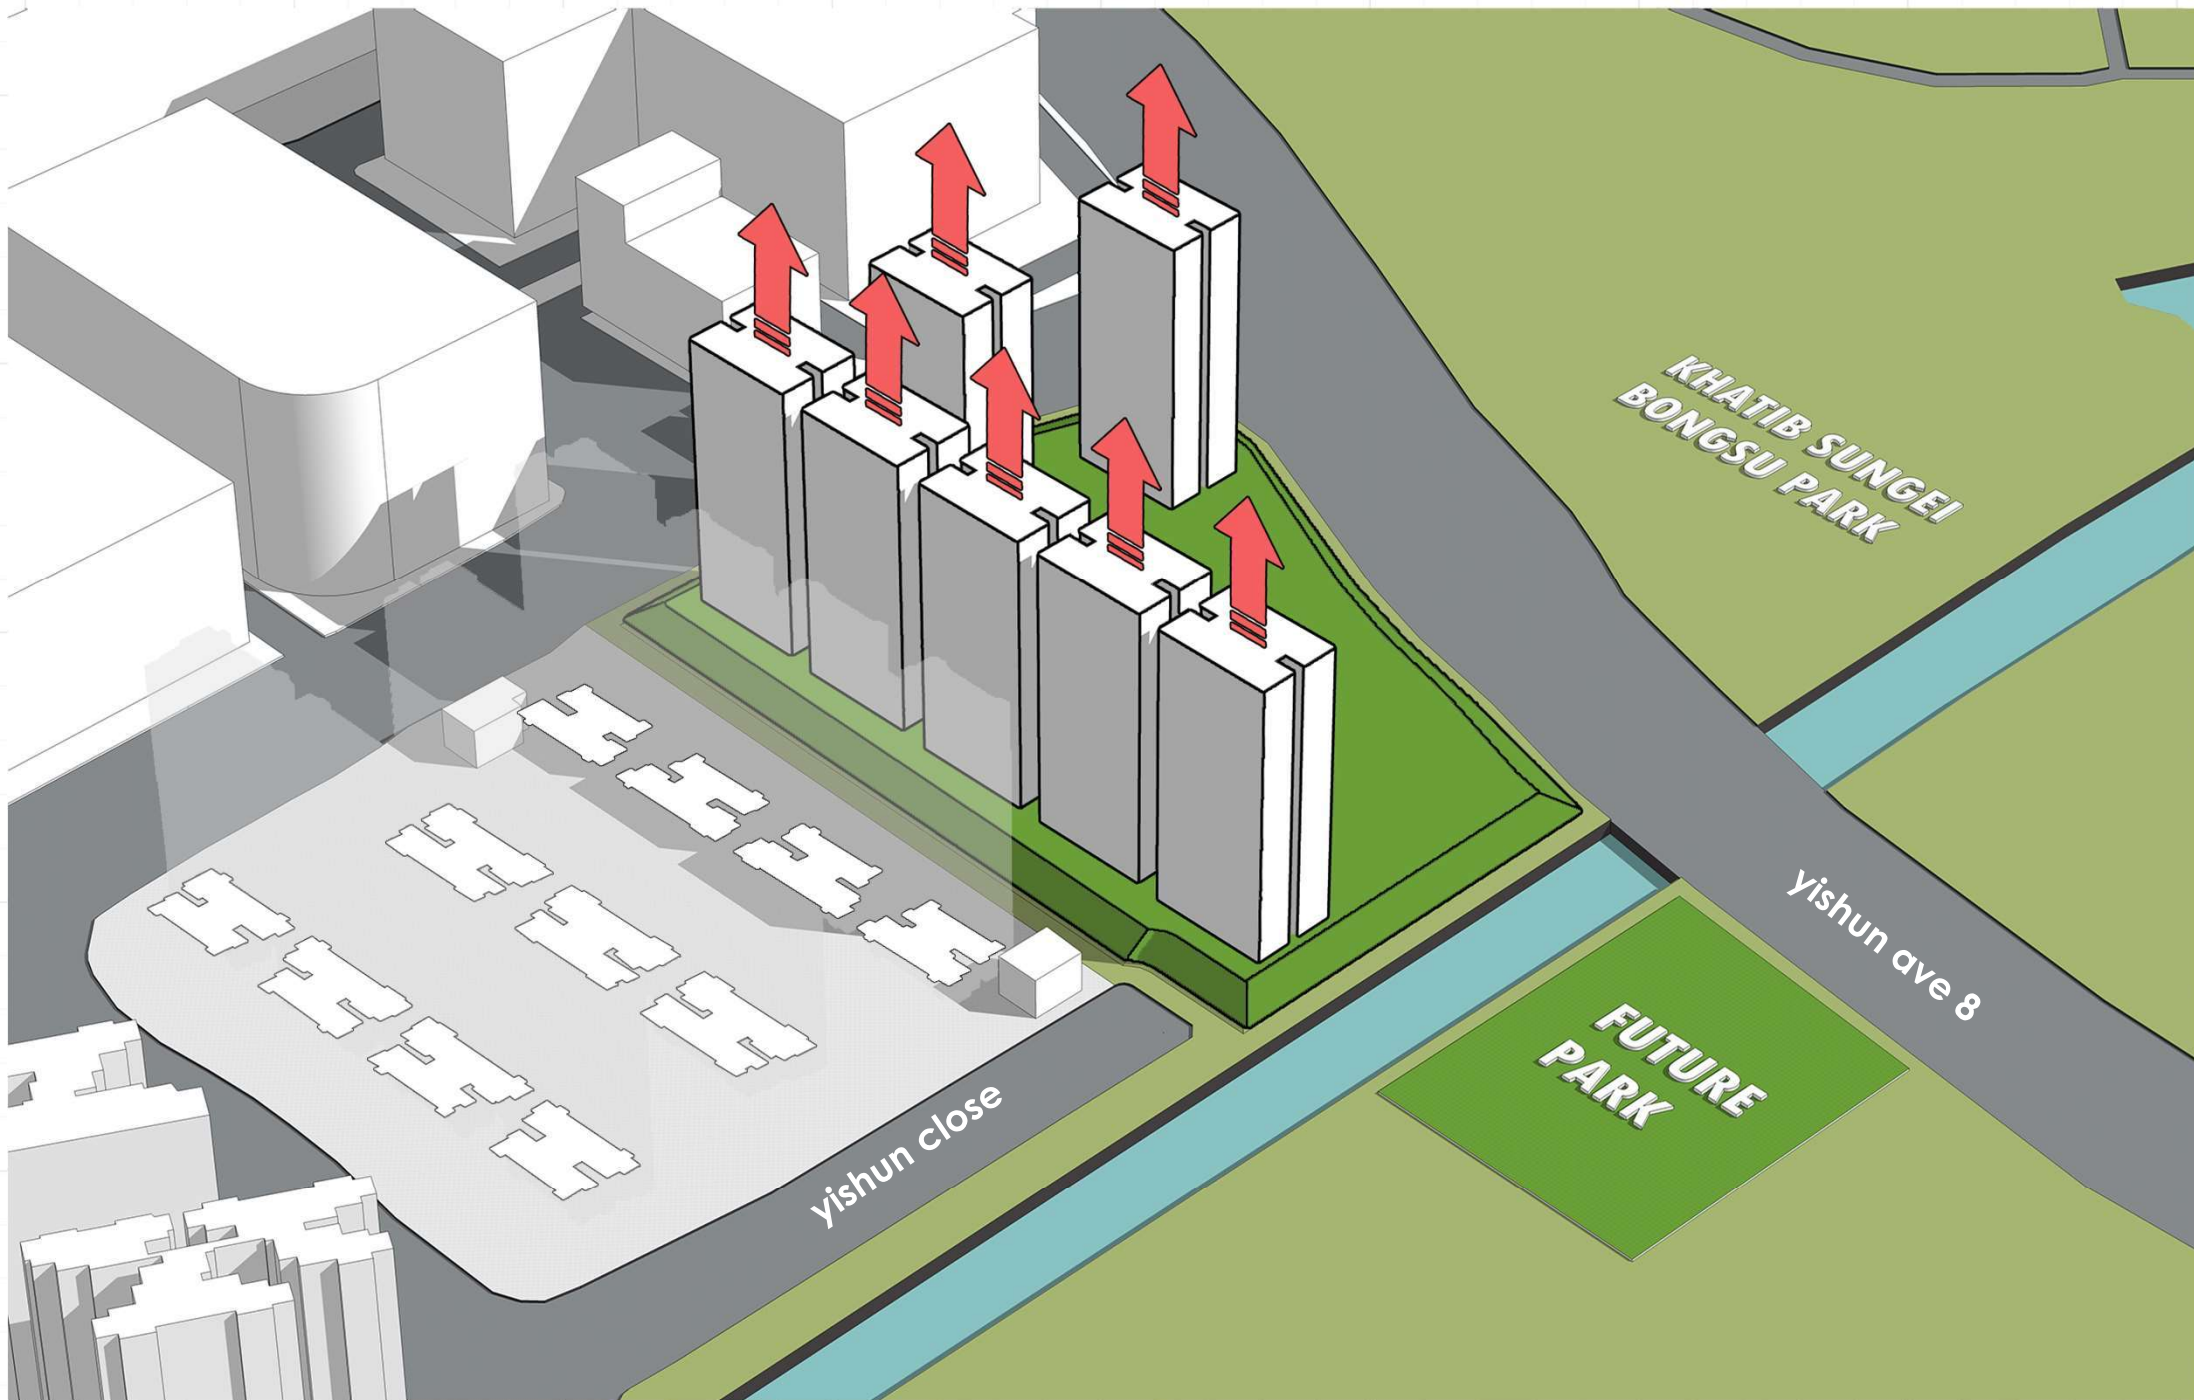 KHATIB SUNGEI
BONGSU PARK
yishun ave 8
FUTURE
PARK
yishun close